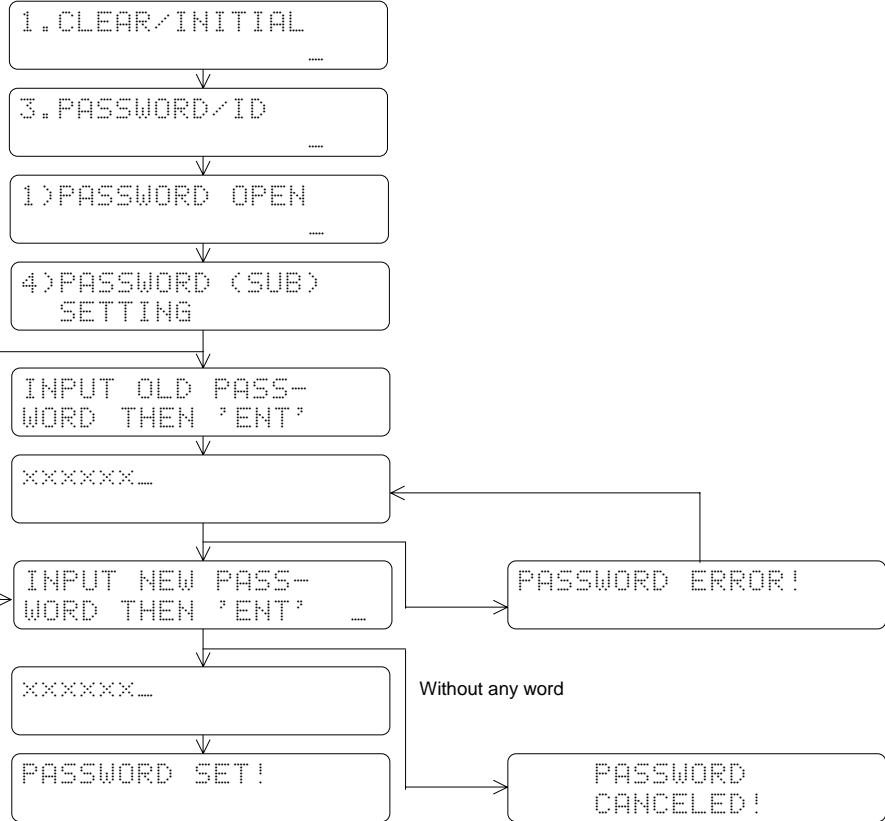 1.CLEAR/INITIAL
_
3.PASSWORD/ID
_
1)PASSWORD OPEN
_
4)PASSWORD (SUB)
SETTING
INPUT OLD PASS-
WORD THEN 'ENT'
xxxxxx_
INPUT NEW PASS-
WORD THEN 'ENT' _
PASSWORD ERROR!
xxxxxx_
Without any word
PASSWORD SET!
PASSWORD
CANCELED!